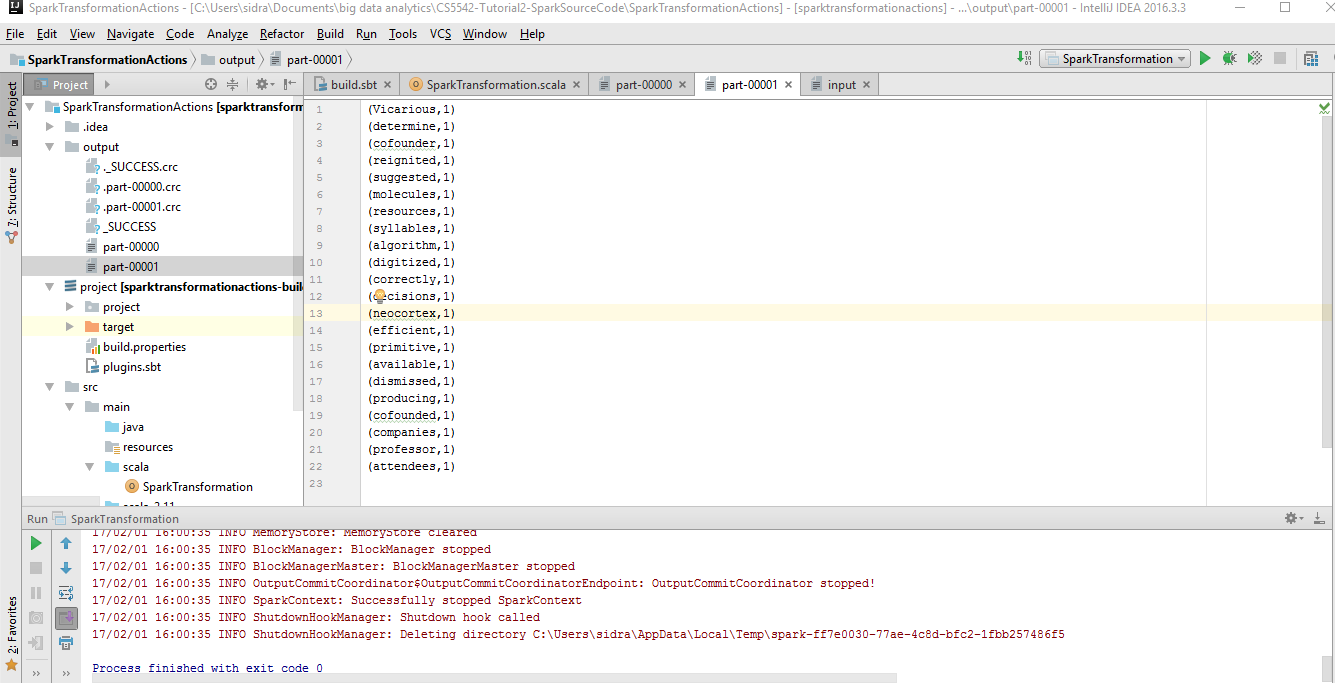 SparkTransformationActions - [C:\Users\sidra\Documents\big data analytics\CS5542-Tutorial2-SparkSourceCode\SparkTransformationActions] - [sparktransformationactions] - ...\output\part-00001 - IntelliJ IDEA 2016.3.3
File Edit View Navigate Code Analyze Refactor Build Run Tools VCS Window Help
SparkTransformationActions output part-00001 SparkTransformation
Project build.sbt SparkTransformation.scala part-00000 part-00001 input
1: Project
7: Structure
2: Favorites
SparkTransformationActions [sparktransform
.idea
output
._SUCCESS.crc
.part-00000.crc
.part-00001.crc
_SUCCESS
part-00000
part-00001
project [sparktransformationactions-buil
project
target
build.properties
plugins.sbt
src
main
java
resources
scala
SparkTransformation
scala-2.11
1 (Vicarious,1)
2 (determine,1)
3 (cofounder,1)
4 (reignited,1)
5 (suggested,1)
6 (molecules,1)
7 (resources,1)
8 (syllables,1)
9 (algorithm,1)
10 (digitized,1)
11 (correctly,1)
12 (decisions,1)
13 (neocortex,1)
14 (efficient,1)
15 (primitive,1)
16 (available,1)
17 (dismissed,1)
18 (producing,1)
19 (cofounded,1)
20 (companies,1)
21 (professor,1)
22 (attendees,1)
23
Run SparkTransformation
17/02/01 16:00:35 INFO MemoryStore: MemoryStore cleared
17/02/01 16:00:35 INFO BlockManager: BlockManager stopped
17/02/01 16:00:35 INFO BlockManagerMaster: BlockManagerMaster stopped
17/02/01 16:00:35 INFO OutputCommitCoordinator$OutputCommitCoordinatorEndpoint: OutputCommitCoordinator stopped!
17/02/01 16:00:35 INFO SparkContext: Successfully stopped SparkContext
17/02/01 16:00:35 INFO ShutdownHookManager: Shutdown hook called
17/02/01 16:00:35 INFO ShutdownHookManager: Deleting directory C:\Users\sidra\AppData\Local\Temp\spark-ff7e0030-77ae-4c8d-bfc2-1fbb257486f5
Process finished with exit code 0